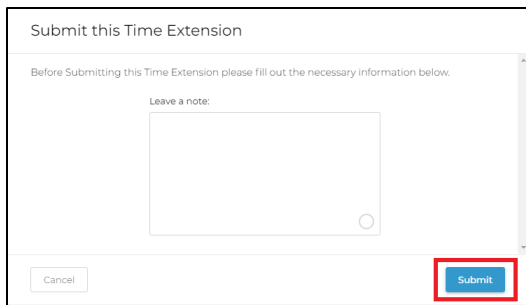 Submit this Time Extension
Before Submitting this Time Extension please fill out the necessary information below.
Leave a note:
Cancel
Submit